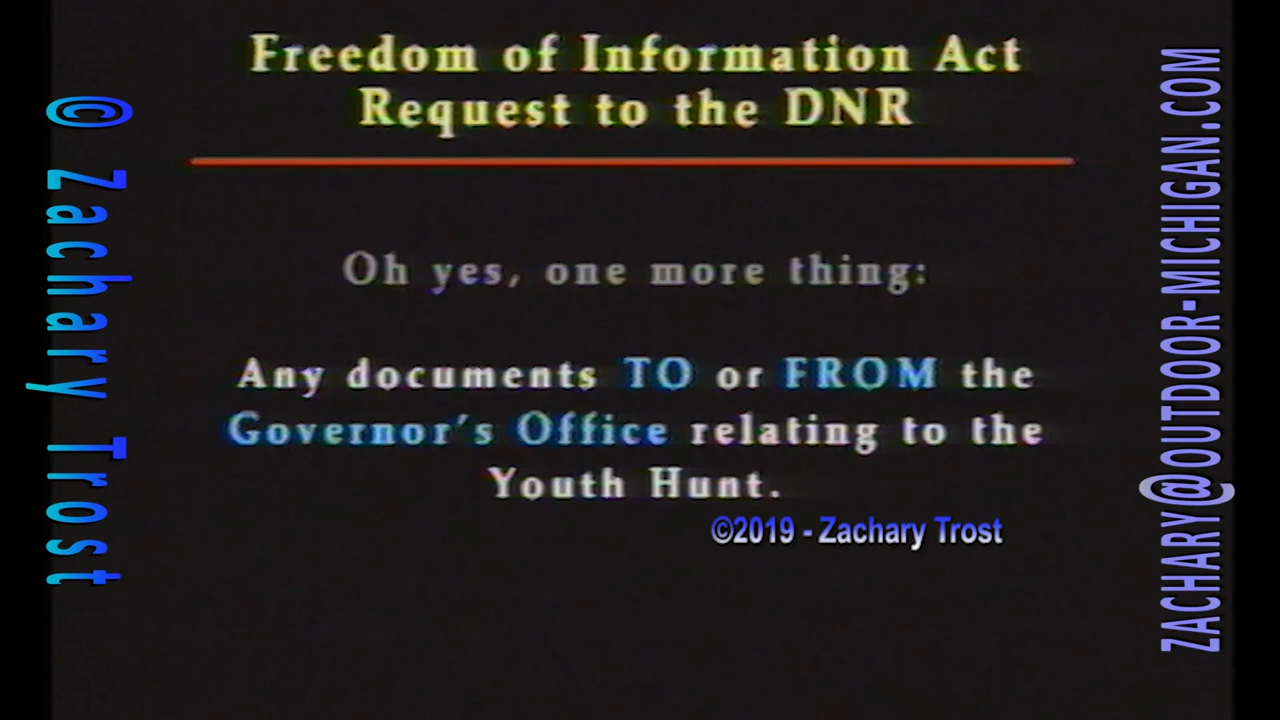 Freedom of Information Act
Request to the DNR
Oh yes, one more thing:
Any documents TO or FROM the
Governor's Office relating to the
Youth Hunt.
©2019 - Zachary Trost
© Zachary Trost
ZACHARY@OUTDOOR-MICHIGAN.COM